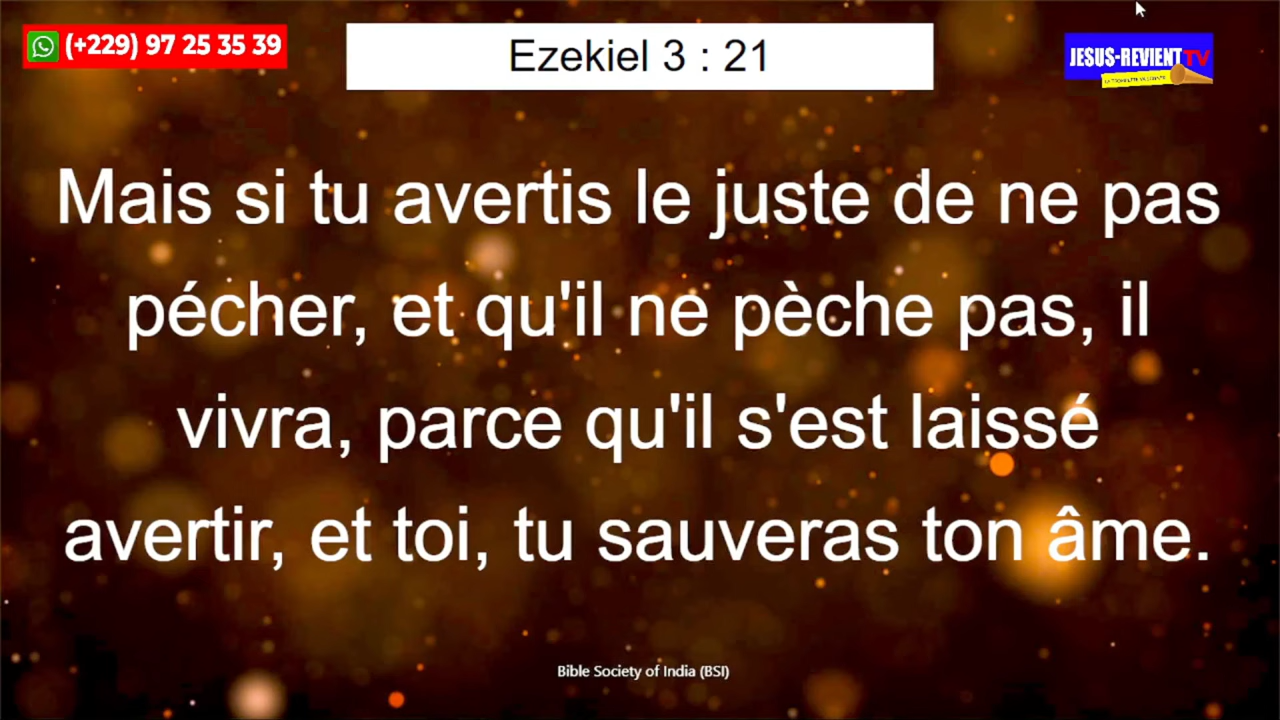 (+229) 97 25 35 39
Ezekiel 3 : 21
JESUS-REVIENT TV
Mais si tu avertis le juste de ne pas
pécher, et qu'il ne pèche pas, il
vivra, parce qu'il s'est laissé
avertir, et toi, tu sauveras ton âme.
Bible Society of India (BSI)